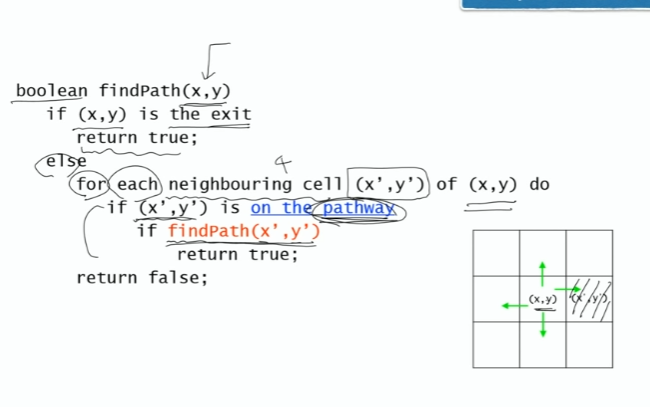 boolean findPath(x,y)
if (x,y) is the exit
return true;
else
4
for each neighbouring cell (x',y') of (x,y) do
if (x',y') is on the pathway
if findPath(x',y')
return true;
return false;
(x,y) (x',y')